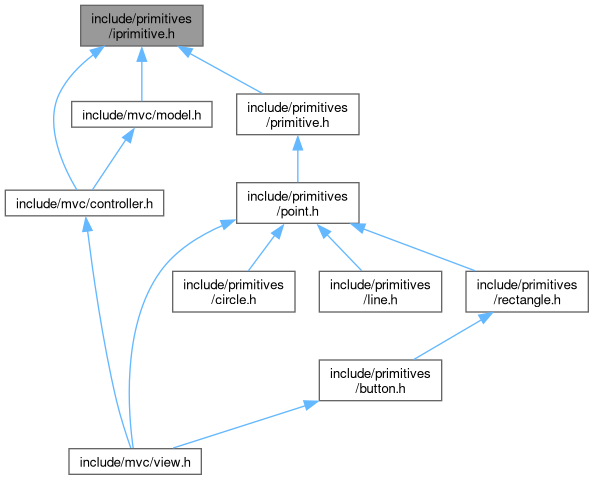 include/primitives
/iprimitive.h
include/mvc/model.h
include/primitives
/primitive.h
include/mvc/controller.h
include/primitives
/point.h
include/primitives
/circle.h
include/primitives
/line.h
include/primitives
/rectangle.h
include/primitives
/button.h
include/mvc/view.h